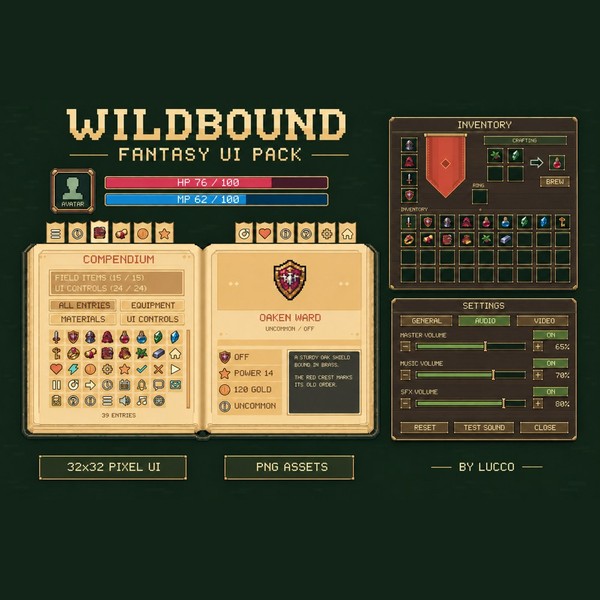 WILDBOUND
FANTASY UI PACK
AVATAR
HP 76 / 100
MP 62 / 100
COMPENDIUM
FIELD ITEMS (15 / 15)
UI CONTROLS (24 / 24)
ALL ENTRIES
EQUIPMENT
MATERIALS
UI CONTROLS
39 ENTRIES
OAKEN WARD
UNCOMMON / OFF
OFF
POWER 14
120 GOLD
UNCOMMON
A STURDY OAK SHIELD
BOUND IN BRASS.
THE RED CREST MARKS
ITS OLD ORDER.
32x32 PIXEL UI
PNG ASSETS
INVENTORY
CRAFTING
RING
BREW
INVENTORY
SETTINGS
GENERAL
AUDIO
VIDEO
MASTER VOLUME
ON
65%
MUSIC VOLUME
ON
70%
SFX VOLUME
ON
80%
RESET
TEST SOUND
CLOSE
BY LUCCO